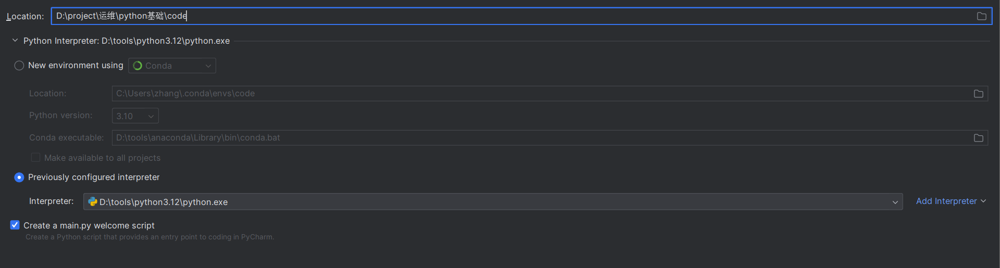 Location: D:\project\运维\python基础\code
Python Interpreter: D:\tools\python3.12\python.exe
New environment using Conda
Location: C:\Users\zhang\.conda\envs\code
Python version: 3.10
Conda executable: D:\tools\anaconda\Library\bin\conda.bat
Make available to all projects
Previously configured interpreter
Interpreter: D:\tools\python3.12\python.exe Add Interpreter
Create a main.py welcome script
Create a Python script that provides an entry point to coding in PyCharm.